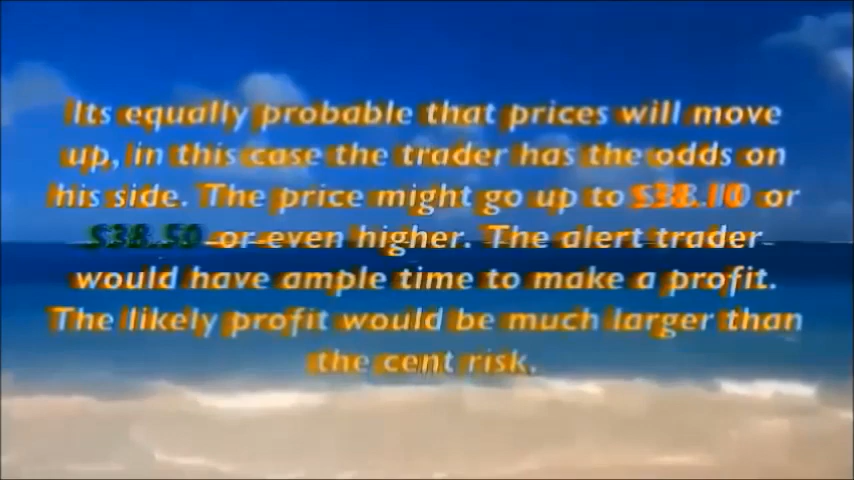 Its equally probable that prices will move
up, in this case the trader has the odds on
his side. The price might go up to $38.10 or
$38.50 or even higher. The alert trader
would have ample time to make a profit.
The likely profit would be much larger than
the cent risk.